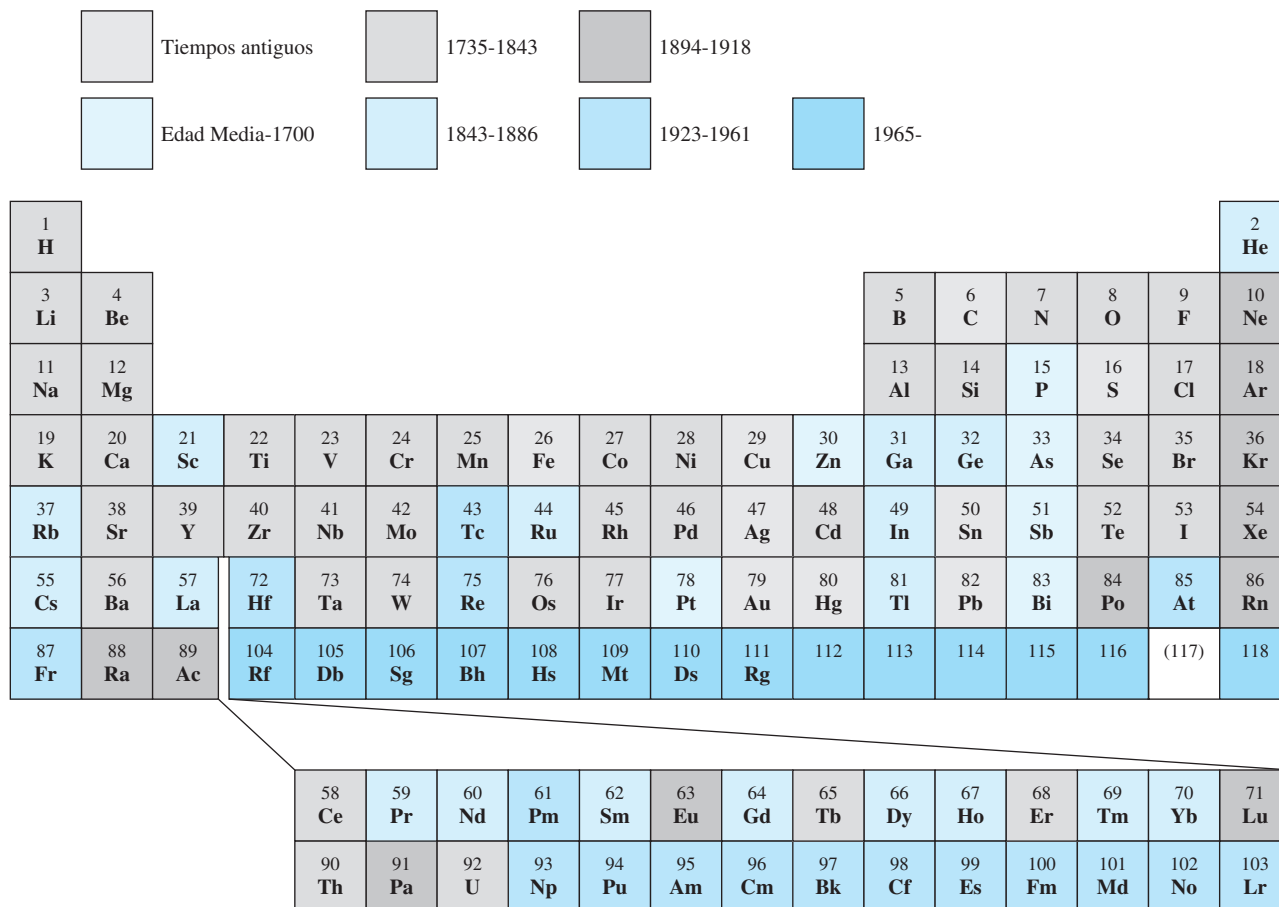 Tiempos antiguos 1735-1843 1894-1918
Edad Media-1700 1843-1886 1923-1961 1965-
1 2
H He
3 4 5 6 7 8 9 10
Li Be B C N O F Ne
11 12 13 14 15 16 17 18
Na Mg Al Si P S Cl Ar
19 20 21 22 23 24 25 26 27 28 29 30 31 32 33 34 35 36
K Ca Sc Ti V Cr Mn Fe Co Ni Cu Zn Ga Ge As Se Br Kr
37 38 39 40 41 42 43 44 45 46 47 48 49 50 51 52 53 54
Rb Sr Y Zr Nb Mo Tc Ru Rh Pd Ag Cd In Sn Sb Te I Xe
55 56 57 72 73 74 75 76 77 78 79 80 81 82 83 84 85 86
Cs Ba La Hf Ta W Re Os Ir Pt Au Hg Tl Pb Bi Po At Rn
87 88 89 104 105 106 107 108 109 110 111 112 113 114 115 116 (117) 118
Fr Ra Ac Rf Db Sg Bh Hs Mt Ds Rg
58 59 60 61 62 63 64 65 66 67 68 69 70 71
Ce Pr Nd Pm Sm Eu Gd Tb Dy Ho Er Tm Yb Lu
90 91 92 93 94 95 96 97 98 99 100 101 102 103
Th Pa U Np Pu Am Cm Bk Cf Es Fm Md No Lr